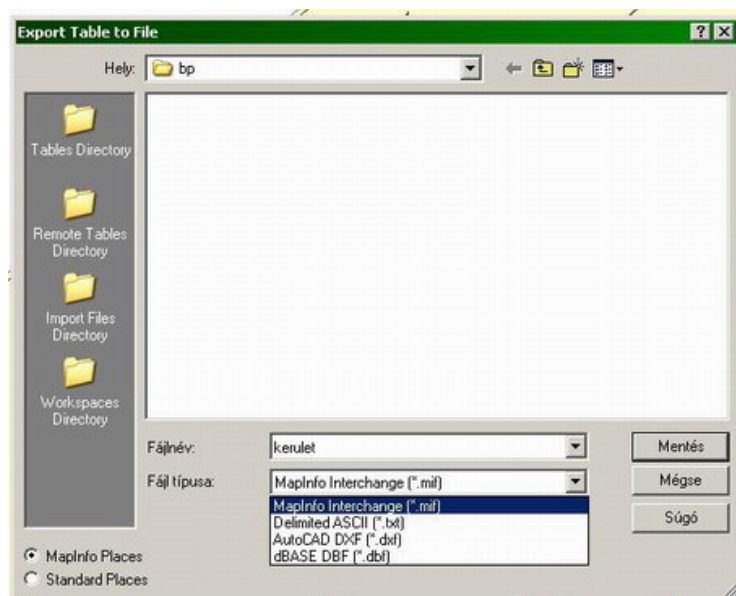 Export Table to File
Hely:
bp
Tables Directory
Remote Tables
Directory
Import Files
Directory
Workspaces
Directory
Fájlnév:
kerulet
Mentés
Fájl típusa:
MapInfo Interchange (*.mif)
Mégse
MapInfo Interchange (*.mif)
Delimited ASCII (*.txt)
AutoCAD DXF (*.dxf)
dBASE DBF (*.dbf)
Súgó
MapInfo Places
Standard Places